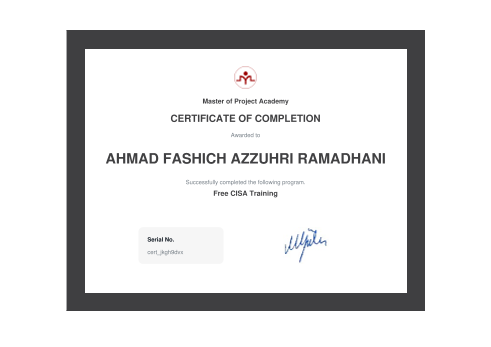 Master of Project Academy
CERTIFICATE OF COMPLETION
Awarded to
AHMAD FASHICH AZZUHRI RAMADHANI
Successfully completed the following program.
Free CISA Training
Serial No.
cert_jkgh9dvv